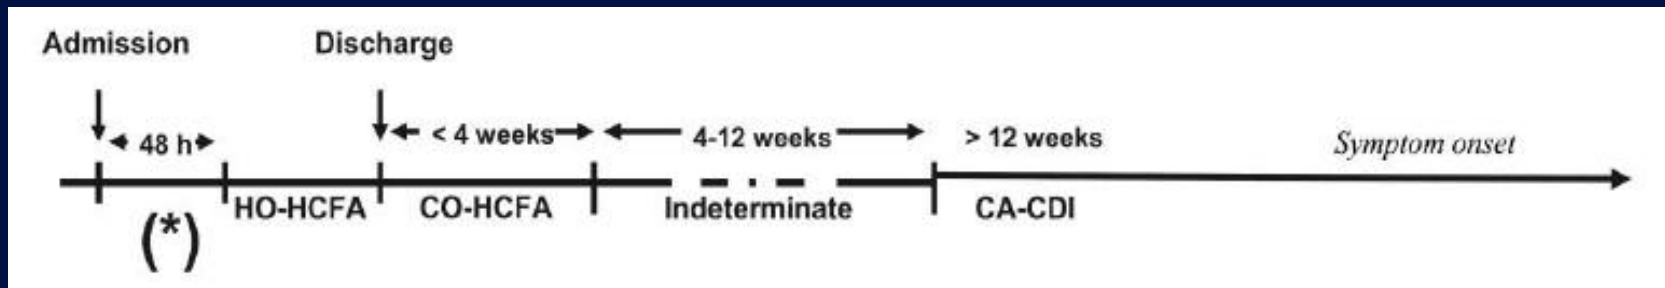 Admission
Discharge
48 h
< 4 weeks
4-12 weeks
> 12 weeks
Symptom onset
(*)
HO-HCFA
CO-HCFA
Indeterminate
CA-CDI